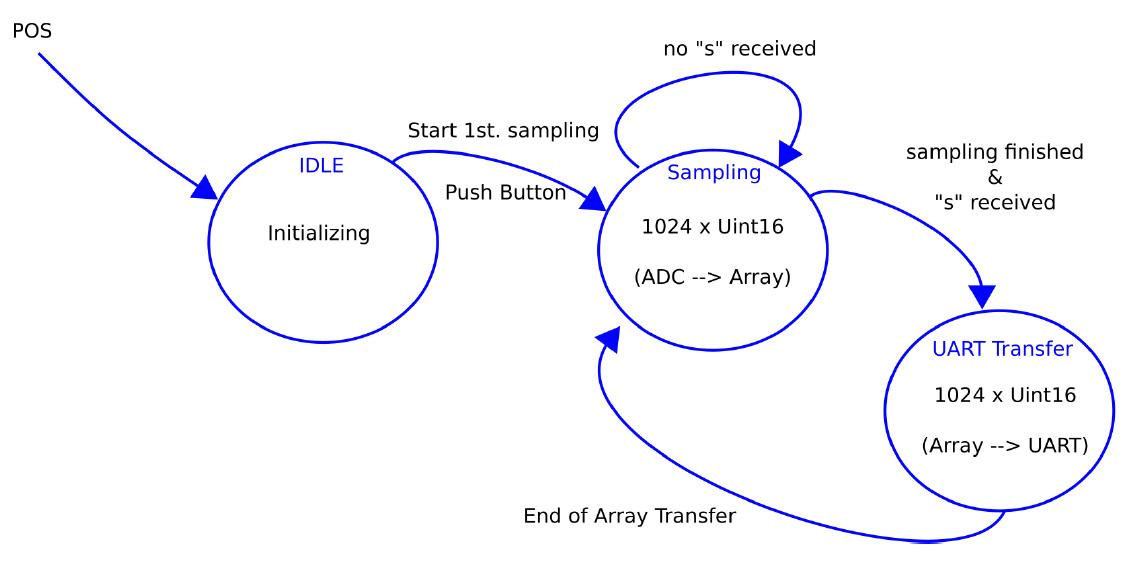 POS
no "s" received
Start 1st. sampling
Push Button
IDLE
Initializing
Sampling
1024 x Uint16
(ADC --> Array)
sampling finished
&
"s" received
UART Transfer
1024 x Uint16
(Array --> UART)
End of Array Transfer